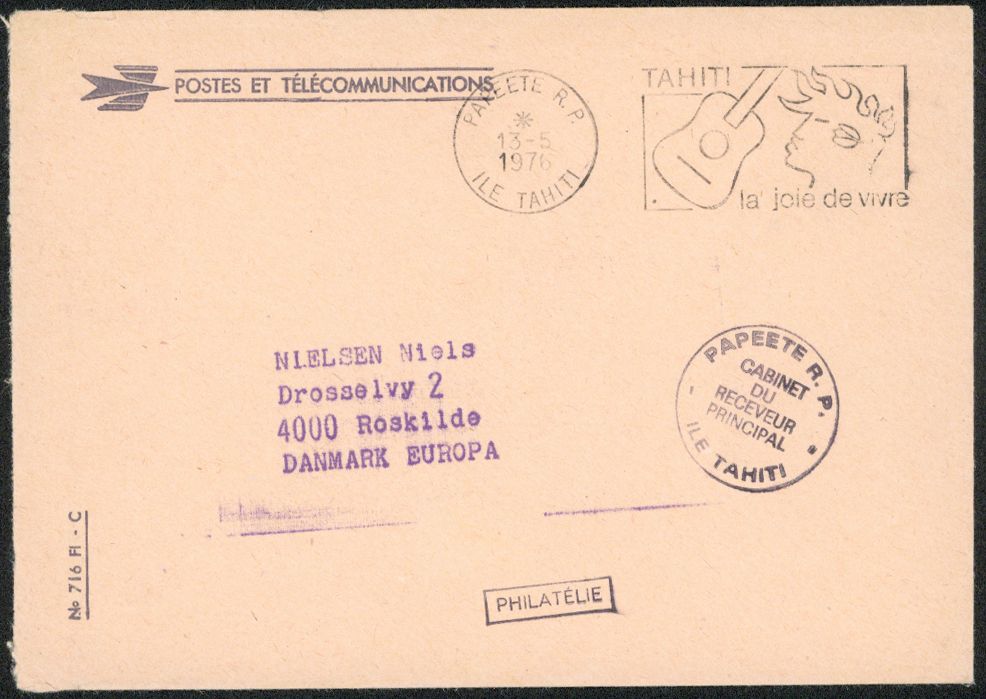 POSTES ET TÉLÉCOMMUNICATIONS
PAPEETE R.P.
13-5
1976
ILE TAHITI
TAHITI
la joie de vivre
NIELSEN Niels
Drosselvy 2
4000 Roskilde
DANMARK EUROPA
PAPEETE R.P.
CABINET
DU
RECEVEUR
PRINCIPAL
ILE TAHITI
No 716 FI - C
PHILATÉLIE